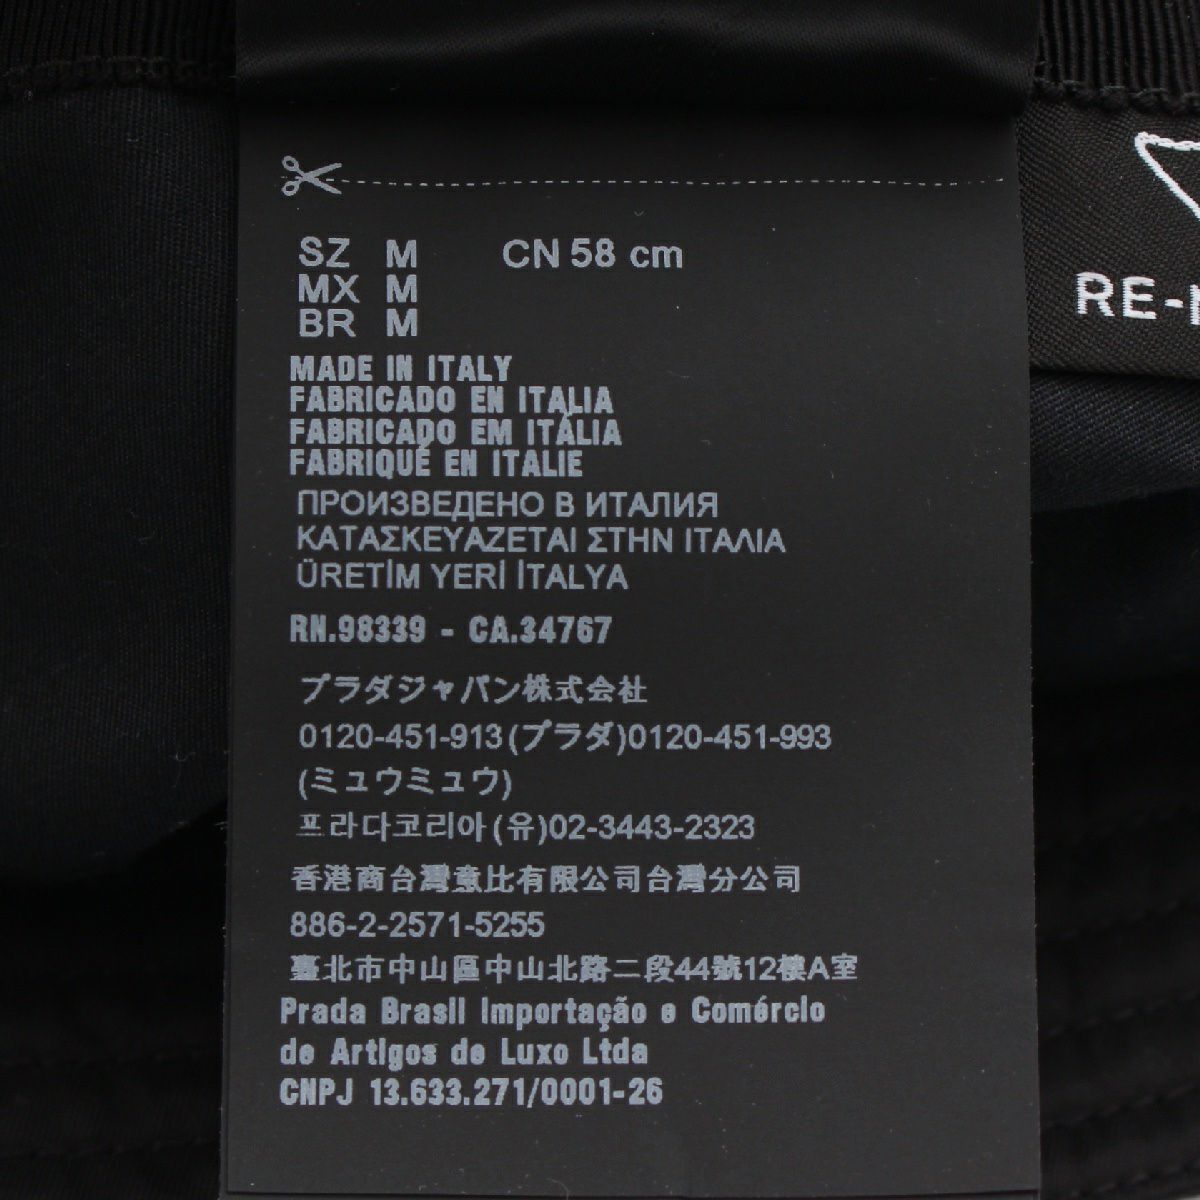 SZ M CN 58 cm
MX M
BR M
MADE IN ITALY
FABRICADO EN ITALIA
FABRICADO EM ITÁLIA
FABRIQUÉ EN ITALIE
ПРОИЗВЕДЕНО В ИТАЛИЯ
ΚΑΤΑΣΚΕΥΑΖΕΤΑΙ ΣΤΗΝ ΙΤΑΛΙΑ
ÜRETİM YERİ İTALYA
RN.98339 - CA.34767
プラダジャパン株式会社
0120-451-913(プラダ)0120-451-993
(ミュウミュウ)
프라다코리아(유)02-3443-2323
香港商台灣意比有限公司台灣分公司
886-2-2571-5255
臺北市中山區中山北路二段44號12樓A室
Prada Brasil Importação e Comércio
de Artigos de Luxo Ltda
CNPJ 13.633.271/0001-26
RE-